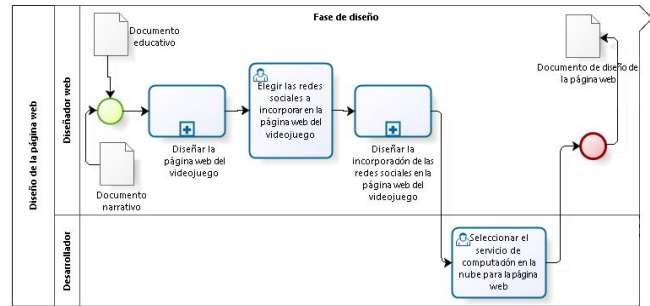 Fase de diseño
Diseño de la página web
Diseñador web
Documento
educativo
Documento
narrativo
Diseñar la
página web del
videojuego
Elegir las redes
sociales a
incorporar en la
página web del
videojuego
Diseñar la
incorporación de las
redes sociales en la
página web del
videojuego
Documento de diseño de
la página web
Desarrollador
Seleccionar el
servicio de
computación en la
nube para la página
web